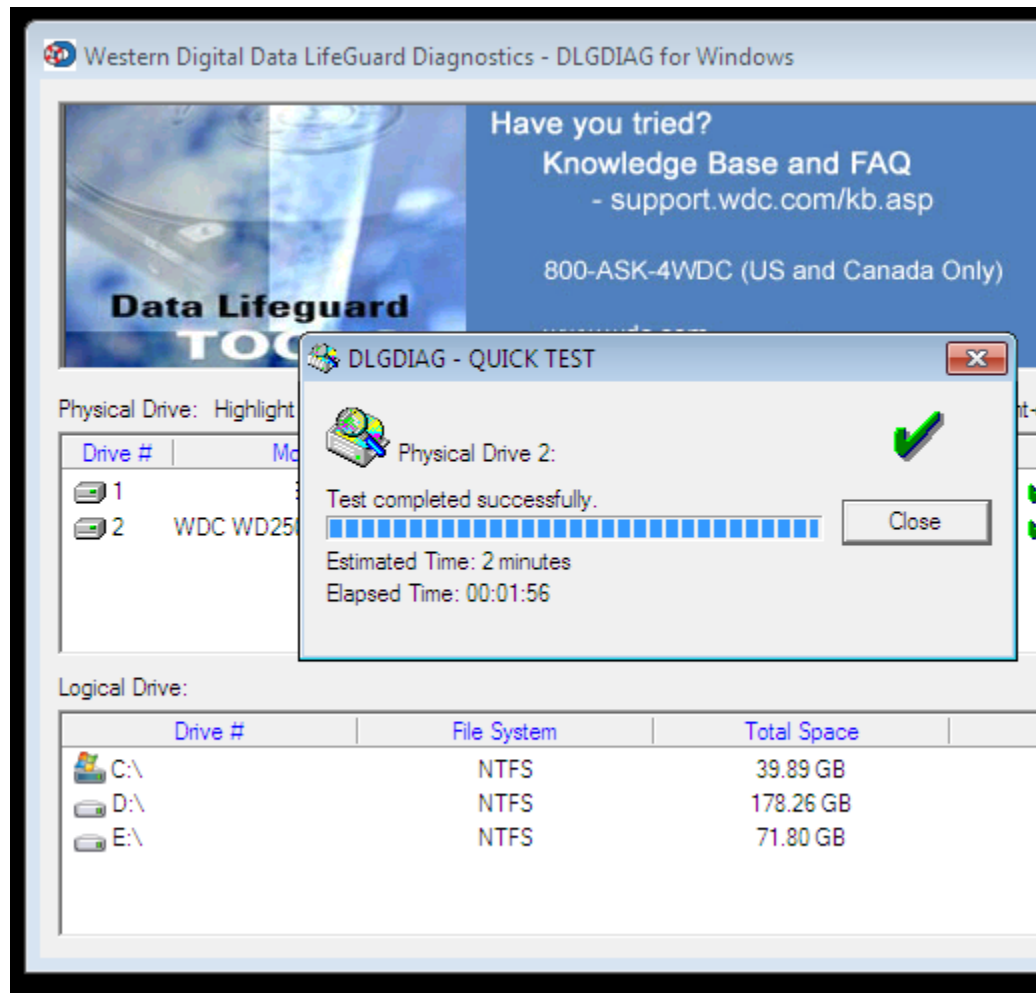 Western Digital Data LifeGuard Diagnostics - DLGDIAG for Windows
Have you tried?
Knowledge Base and FAQ
- support.wdc.com/kb.asp
800-ASK-4WDC (US and Canada Only)
Data Lifeguard
DLGDIAG - QUICK TEST
Physical Drive: Highlight
Drive #
1
2 WDC WD250
Physical Drive 2:
Test completed successfully.
Close
Estimated Time: 2 minutes
Elapsed Time: 00:01:56
Logical Drive:
Drive # File System Total Space
C:\ NTFS 39.89 GB
D:\ NTFS 178.26 GB
E:\ NTFS 71.80 GB